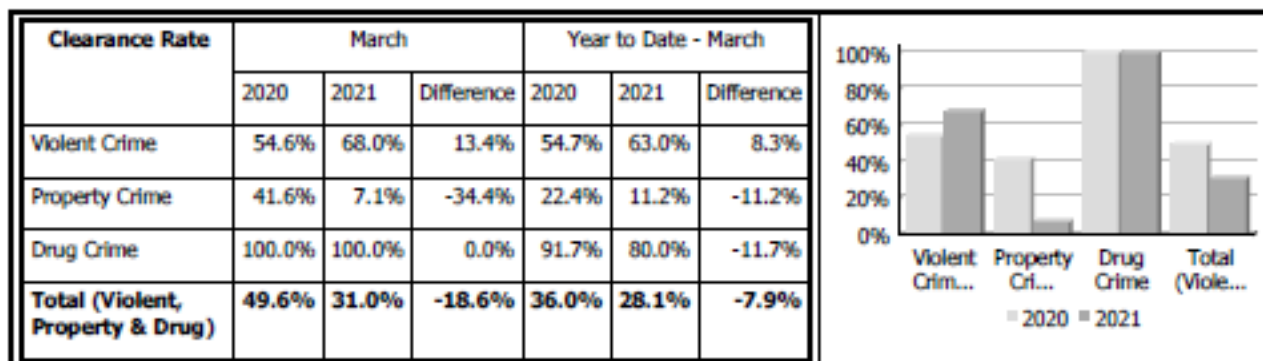 Clearance Rate March Year to Date - March
2020 2021 Difference 2020 2021 Difference
Violent Crime 54.6% 68.0% 13.4% 54.7% 63.0% 8.3%
Property Crime 41.6% 7.1% -34.4% 22.4% 11.2% -11.2%
Drug Crime 100.0% 100.0% 0.0% 91.7% 80.0% -11.7%
Total (Violent, 49.6% 31.0% -18.6% 36.0% 28.1% -7.9%
Property & Drug)
100%
80%
60%
40%
20%
0%
Violent Property Drug Total
Crim... Cri... Crime (Viole...
2020 2021